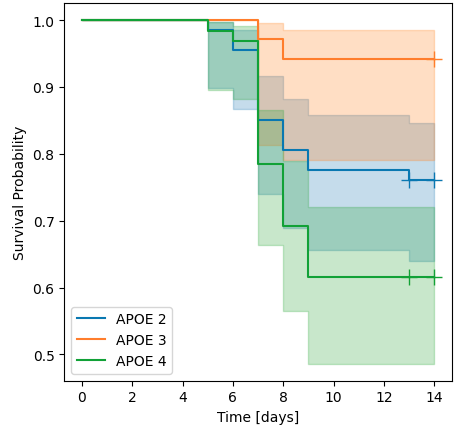 1.0
0.9
0.8
0.7
0.6
0.5
Survival Probability
APOE 2
APOE 3
APOE 4
0 2 4 6 8 10 12 14
Time [days]